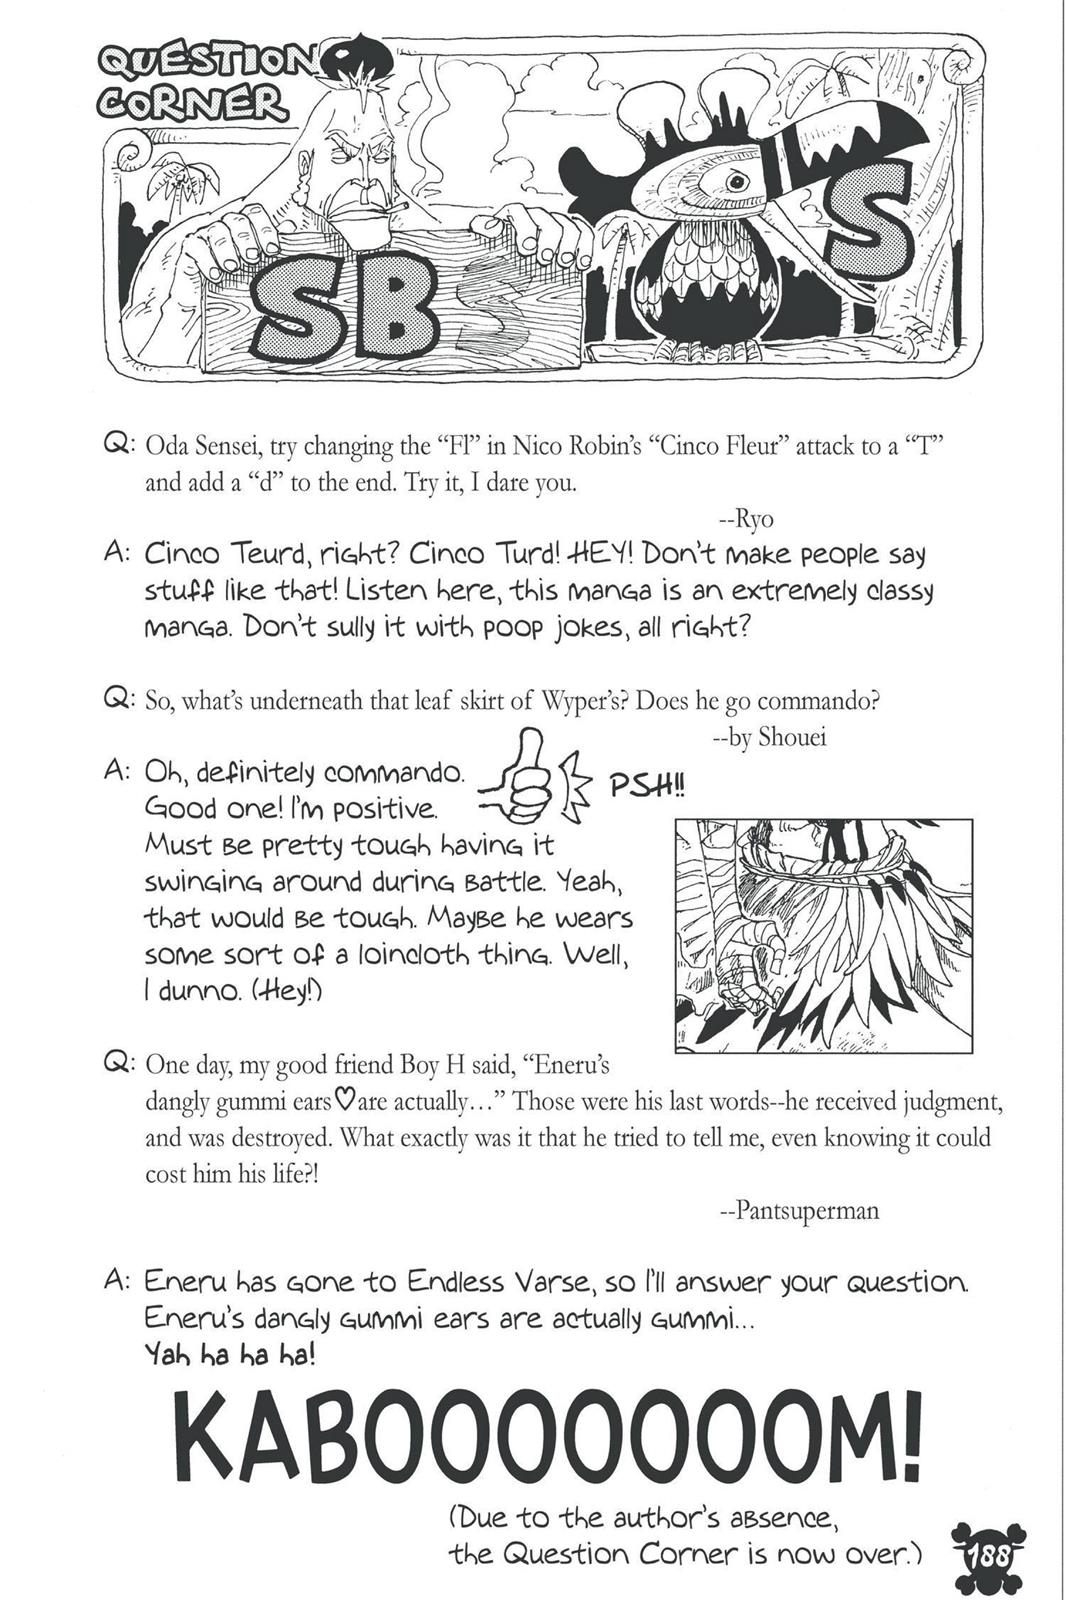 QUESTION
CORNER
SBS
S
Q: Oda Sensei, try changing the “Fl” in Nico Robin’s “Cinco Fleur” attack to a “T”
and add a “d” to the end. Try it, I dare you.
--Ryo
A: Cinco Teurd, right? Cinco Turd! HEY! Don’t make people say
stuff like that! Listen here, this manga is an extremely classy
manga. Don’t sully it with poop jokes, all right?
Q: So, what’s underneath that leaf skirt of Wyper’s? Does he go commando?
--by Shouei
A: Oh, definitely commando.
Good one! I’m positive.
PSH!!
Must be pretty tough having it
swinging around during battle. Yeah,
that would be tough. Maybe he wears
some sort of a loincloth thing. Well,
I dunno. (Hey!)
Q: One day, my good friend Boy H said, “Eneru’s
dangly gummi ears♡are actually…” Those were his last words--he received judgment,
and was destroyed. What exactly was it that he tried to tell me, even knowing it could
cost him his life?!
--Pantsuperman
A: Eneru has gone to Endless Varse, so I’ll answer your question.
Eneru’s dangly gummi ears are actually gummi...
Yah ha ha ha!
KABOOOOOOOM!
(Due to the author’s absence,
the Question Corner is now over.)
188